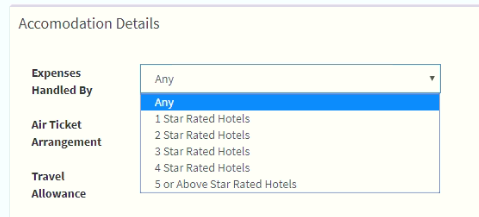 Accomodation Details
Expenses
Handled By
Any
Any
1 Star Rated Hotels
2 Star Rated Hotels
3 Star Rated Hotels
4 Star Rated Hotels
5 or Above Star Rated Hotels
Air Ticket
Arrangement
Travel
Allowance